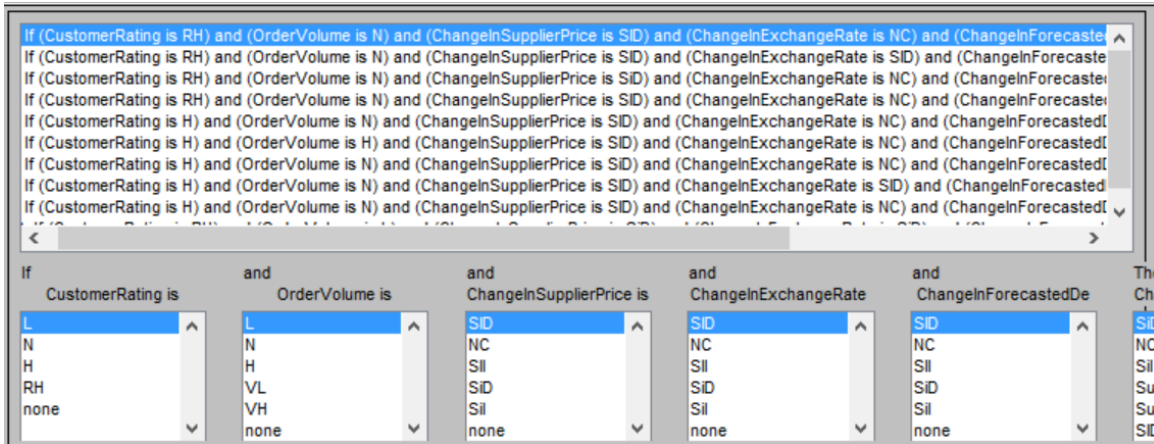 If (CustomerRating is RH) and (OrderVolume is N) and (ChangeInSupplierPrice is SID) and (ChangeInExchangeRate is NC) and (ChangeInForecasted
If (CustomerRating is RH) and (OrderVolume is N) and (ChangeInSupplierPrice is SID) and (ChangeInExchangeRate is SID) and (ChangeInForecaste
If (CustomerRating is RH) and (OrderVolume is N) and (ChangeInSupplierPrice is SiD) and (ChangeInExchangeRate is NC) and (ChangeInForecasted
If (CustomerRating is RH) and (OrderVolume is N) and (ChangeInSupplierPrice is SID) and (ChangeInExchangeRate is NC) and (ChangeInForecasted
If (CustomerRating is H) and (OrderVolume is N) and (ChangeInSupplierPrice is SID) and (ChangeInExchangeRate is NC) and (ChangeInForecastedD
If (CustomerRating is H) and (OrderVolume is H) and (ChangeInSupplierPrice is SID) and (ChangeInExchangeRate is NC) and (ChangeInForecastedD
If (CustomerRating is H) and (OrderVolume is N) and (ChangeInSupplierPrice is SiD) and (ChangeInExchangeRate is NC) and (ChangeInForecastedD
If (CustomerRating is H) and (OrderVolume is N) and (ChangeInSupplierPrice is SID) and (ChangeInExchangeRate is SID) and (ChangeInForecasted
If (CustomerRating is H) and (OrderVolume is N) and (ChangeInSupplierPrice is SID) and (ChangeInExchangeRate is NC) and (ChangeInForecastedD
If and and and and
CustomerRating is OrderVolume is ChangeInSupplierPrice is ChangeInExchangeRate ChangeInForecastedDe
L L SID SID SID
N N NC NC NC
H H SII SII SII
RH VL SiD SiD SiD
none VH SiI SiI SiI
none none none none